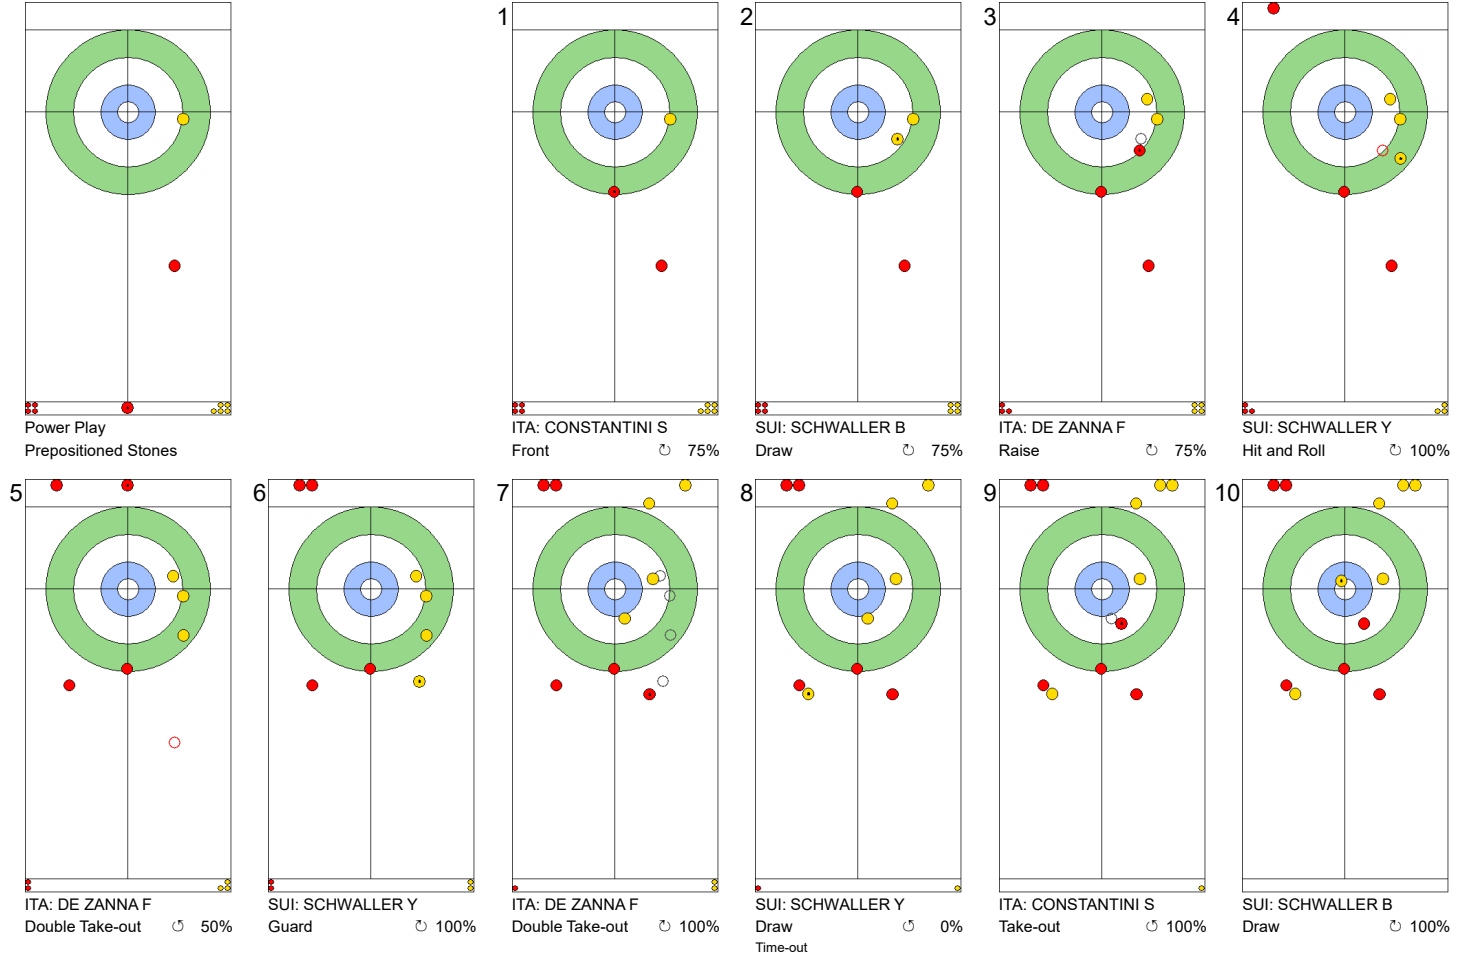 Power Play
Prepositioned Stones
1
ITA: CONSTANTINI S
Front 75%
2
SUI: SCHWALLER B
Draw 75%
3
ITA: DE ZANNA F
Raise 75%
4
SUI: SCHWALLER Y
Hit and Roll 100%
5
ITA: DE ZANNA F
Double Take-out 50%
6
SUI: SCHWALLER Y
Guard 100%
7
ITA: DE ZANNA F
Double Take-out 100%
8
SUI: SCHWALLER Y
Draw 0%
Time-out
9
ITA: CONSTANTINI S
Take-out 100%
10
SUI: SCHWALLER B
Draw 100%